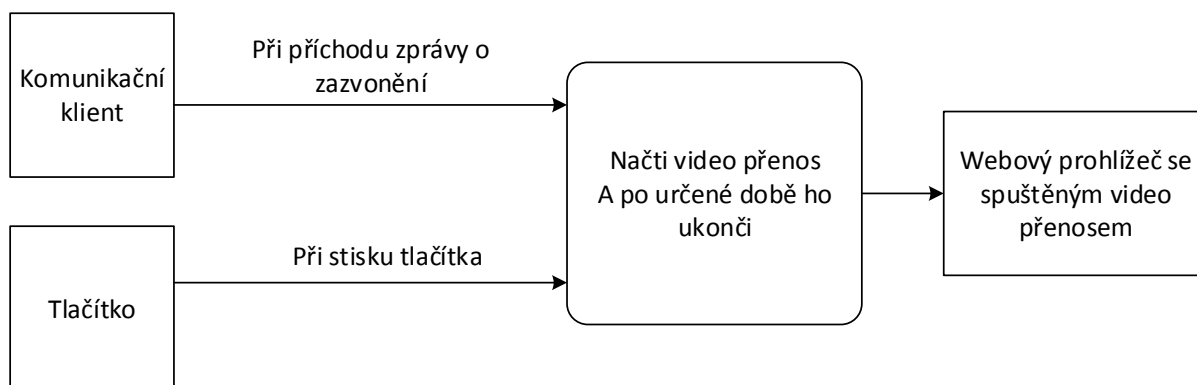 Komunikační
klient
Při příchodu zprávy o
zazvonění
Načti video přenos
A po určené době ho
ukonči
Webový prohlížeč se
spuštěným video
přenosem
Tlačítko
Při stisku tlačítka